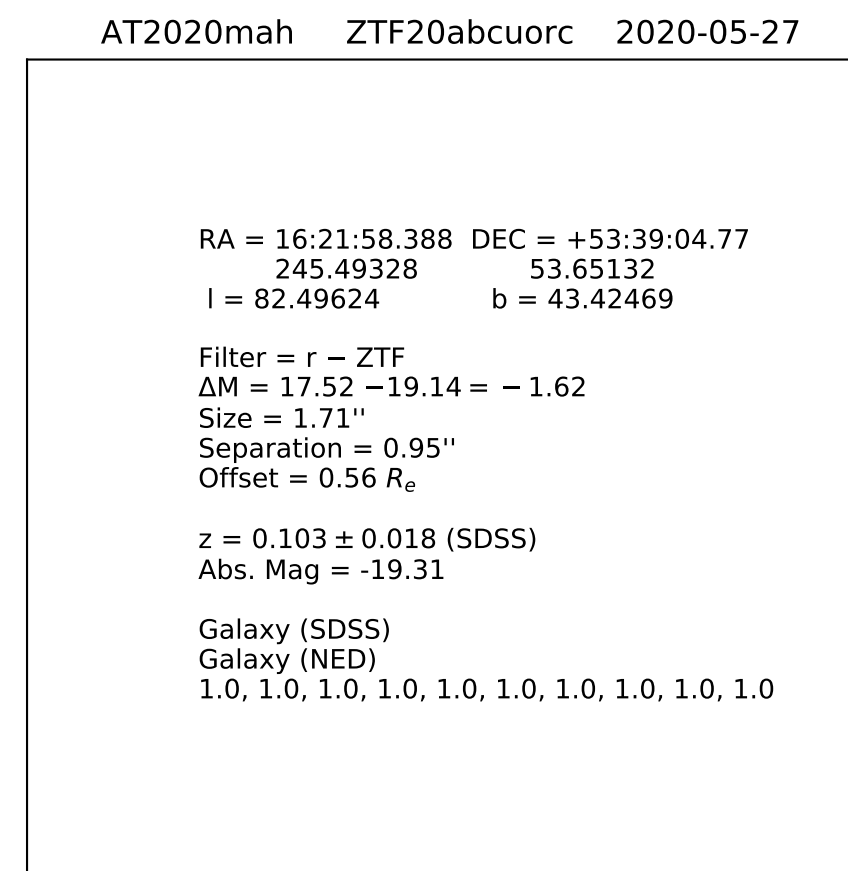 AT2020mah ZTF20abcuorc 2020-05-27
RA = 16:21:58.388 DEC = +53:39:04.77
245.49328 53.65132
l = 82.49624 b = 43.42469
Filter = r − ZTF
ΔM = 17.52 −19.14 = − 1.62
Size = 1.71''
Separation = 0.95''
Offset = 0.56 Rₑ
z = 0.103 ± 0.018 (SDSS)
Abs. Mag = -19.31
Galaxy (SDSS)
Galaxy (NED)
1.0, 1.0, 1.0, 1.0, 1.0, 1.0, 1.0, 1.0, 1.0, 1.0